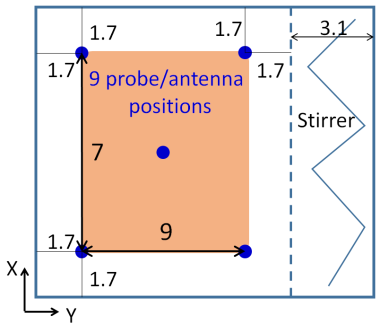 1.7
1.7
3.1
1.7
1.7
9 probe/antenna
positions
Stirrer
7
9
1.7
1.7
X
Y